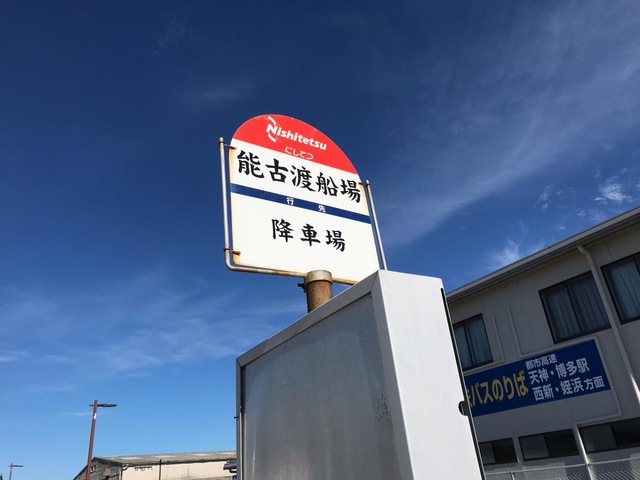 Nishitetsu
にしてつ
能古渡船場
行 先
降車場
バスのりば
都市高速
天神・博多駅
西新・姪浜方面